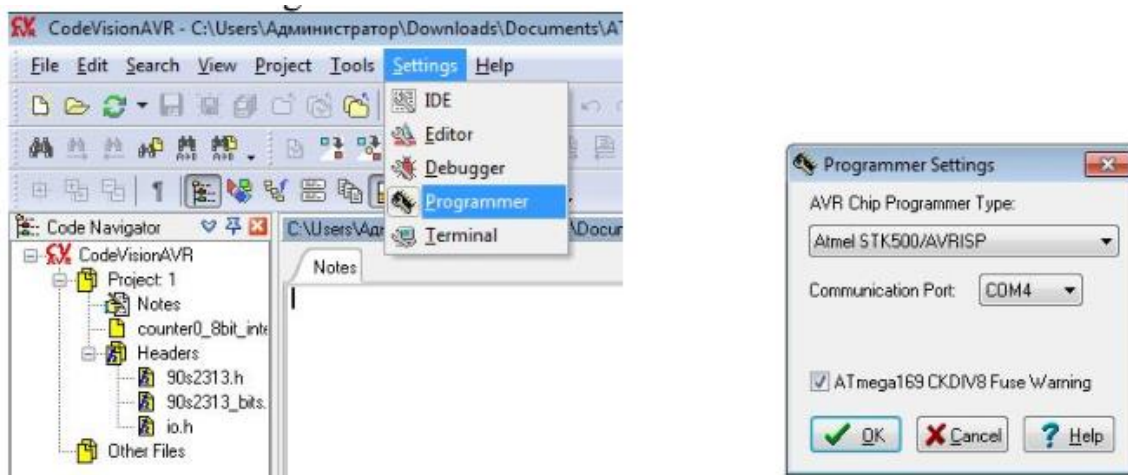 CodeVisionAVR - C:\Users\Администратор\Downloads\Documents\A
File Edit Search View Project Tools Settings Help
IDE
Editor
Debugger
Programmer
Terminal
Code Navigator
CodeVisionAVR
Project: 1
Notes
counter0_8bit_inte
Headers
90s2313.h
90s2313_bits.
io.h
Other Files
C:\Users\Адм
\Docur
Notes
Programmer Settings
AVR Chip Programmer Type:
Atmel STK500/AVRISP
Communication Port: COM4
ATmega169 CKDIV8 Fuse Warning
OK Cancel Help